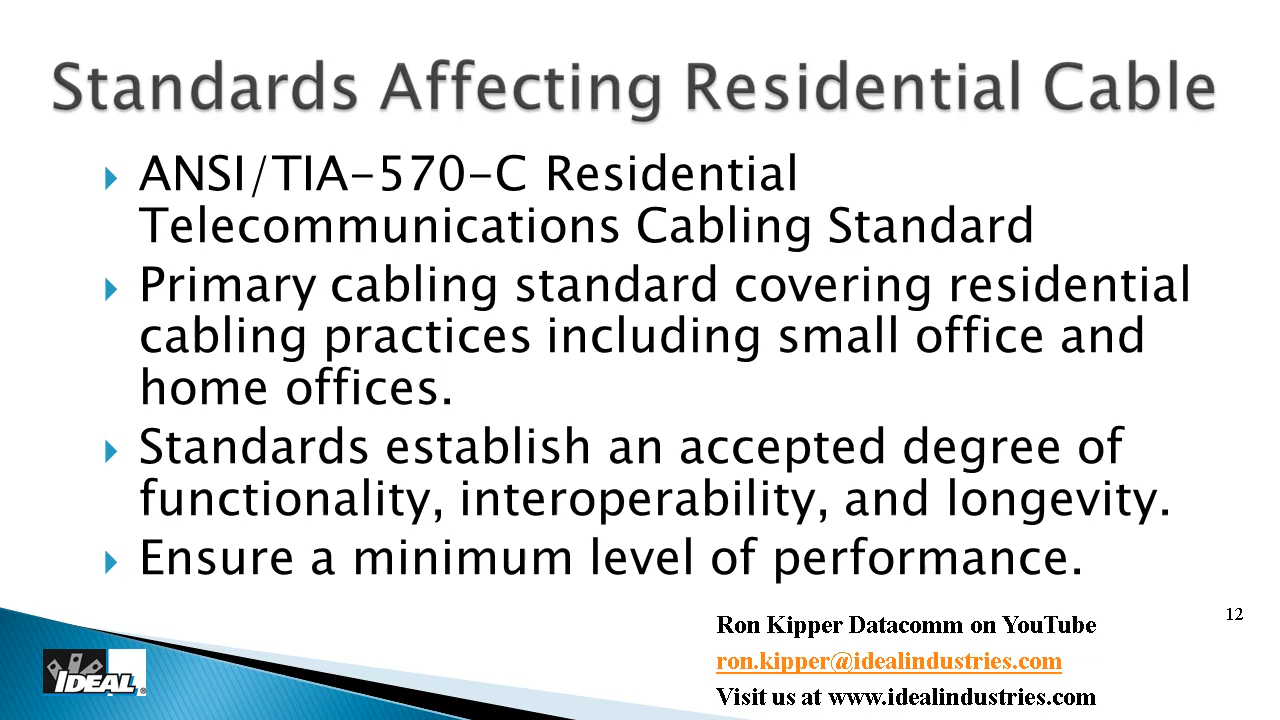 Standards Affecting Residential Cable
ANSI/TIA-570-C Residential
Telecommunications Cabling Standard
Primary cabling standard covering residential
cabling practices including small office and
home offices.
Standards establish an accepted degree of
functionality, interoperability, and longevity.
Ensure a minimum level of performance.
12
Ron Kipper Datacomm on YouTube
ron.kipper@idealindustries.com
Visit us at www.idealindustries.com
IDEAL®